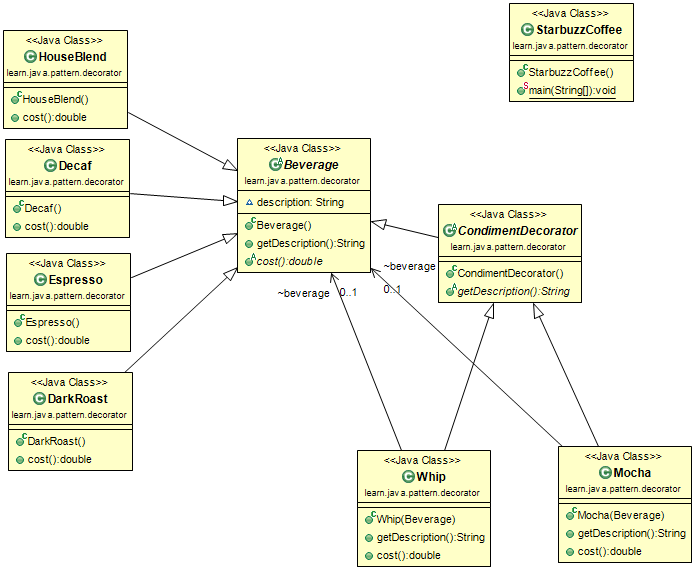 <<Java Class>>
HouseBlend
learn.java.pattern.decorator
HouseBlend()
cost():double
<<Java Class>>
StarbuzzCoffee
learn.java.pattern.decorator
StarbuzzCoffee()
main(String[]):void
<<Java Class>>
Decaf
learn.java.pattern.decorator
Decaf()
cost():double
<<Java Class>>
Beverage
learn.java.pattern.decorator
description: String
Beverage()
getDescription():String
cost():double
<<Java Class>>
CondimentDecorator
learn.java.pattern.decorator
CondimentDecorator()
getDescription():String
<<Java Class>>
Espresso
learn.java.pattern.decorator
Espresso()
cost():double
~beverage
0..1
~beverage
0..1
<<Java Class>>
DarkRoast
learn.java.pattern.decorator
DarkRoast()
cost():double
<<Java Class>>
Whip
learn.java.pattern.decorator
Whip(Beverage)
getDescription():String
cost():double
<<Java Class>>
Mocha
learn.java.pattern.decorator
Mocha(Beverage)
getDescription():String
cost():double